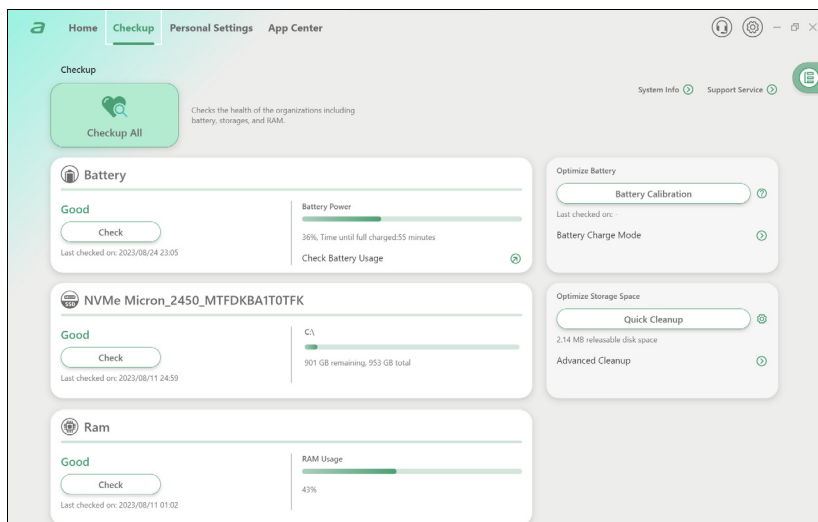 a
Home Checkup Personal Settings App Center
Checkup
System Info Support Service
Checkup All
Checks the health of the organizations including
battery, storages, and RAM.
Battery
Good
Check
Last checked on: 2023/08/24 23:05
Battery Power
36%, Time until full charged:55 minutes
Check Battery Usage
Optimize Battery
Battery Calibration
?
Last checked on: -
Battery Charge Mode
SSD
NVMe Micron_2450_MTFDKBA1T0TFK
Good
Check
Last checked on: 2023/08/11 24:59
C:\
901 GB remaining, 953 GB total
Optimize Storage Space
Quick Cleanup
2.14 MB releasable disk space
Advanced Cleanup
Ram
Good
Check
Last checked on: 2023/08/11 01:02
RAM Usage
43%